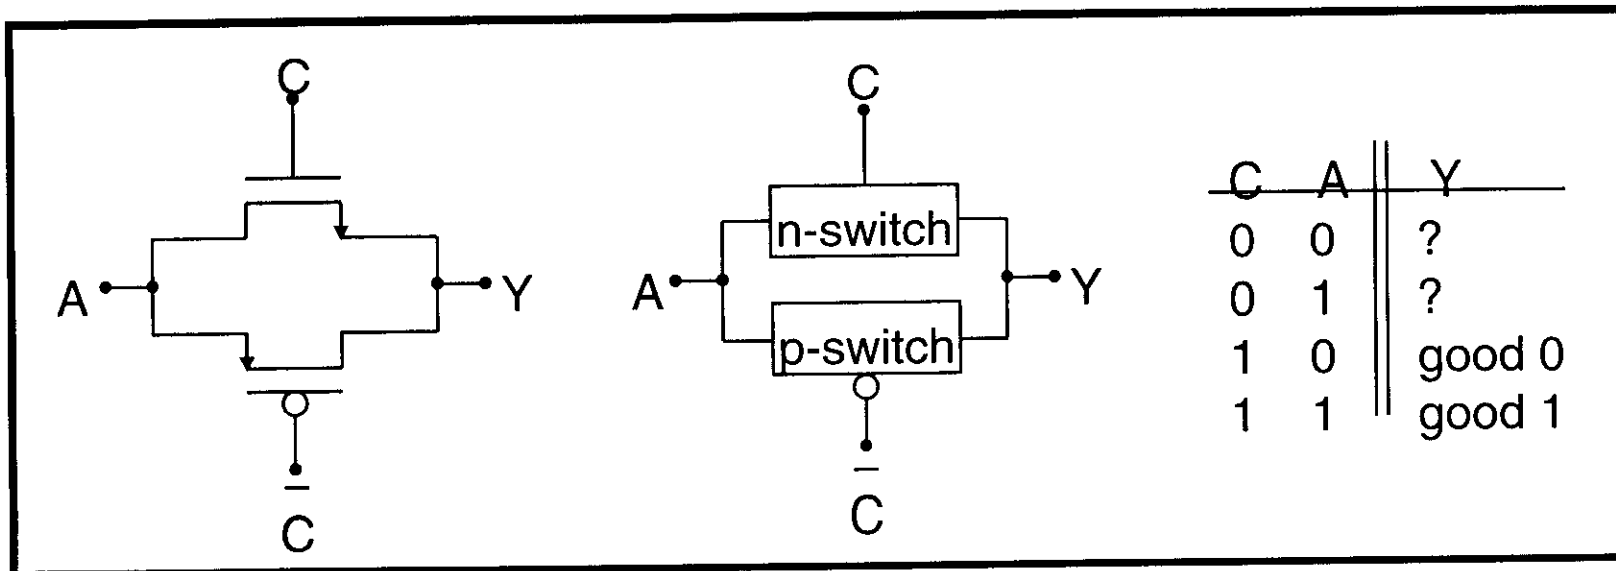 C
A
Y
C̅
C
n-switch
A
Y
p-switch
C̅
C A Y
0 0 ?
0 1 ?
1 0 good 0
1 1 good 1